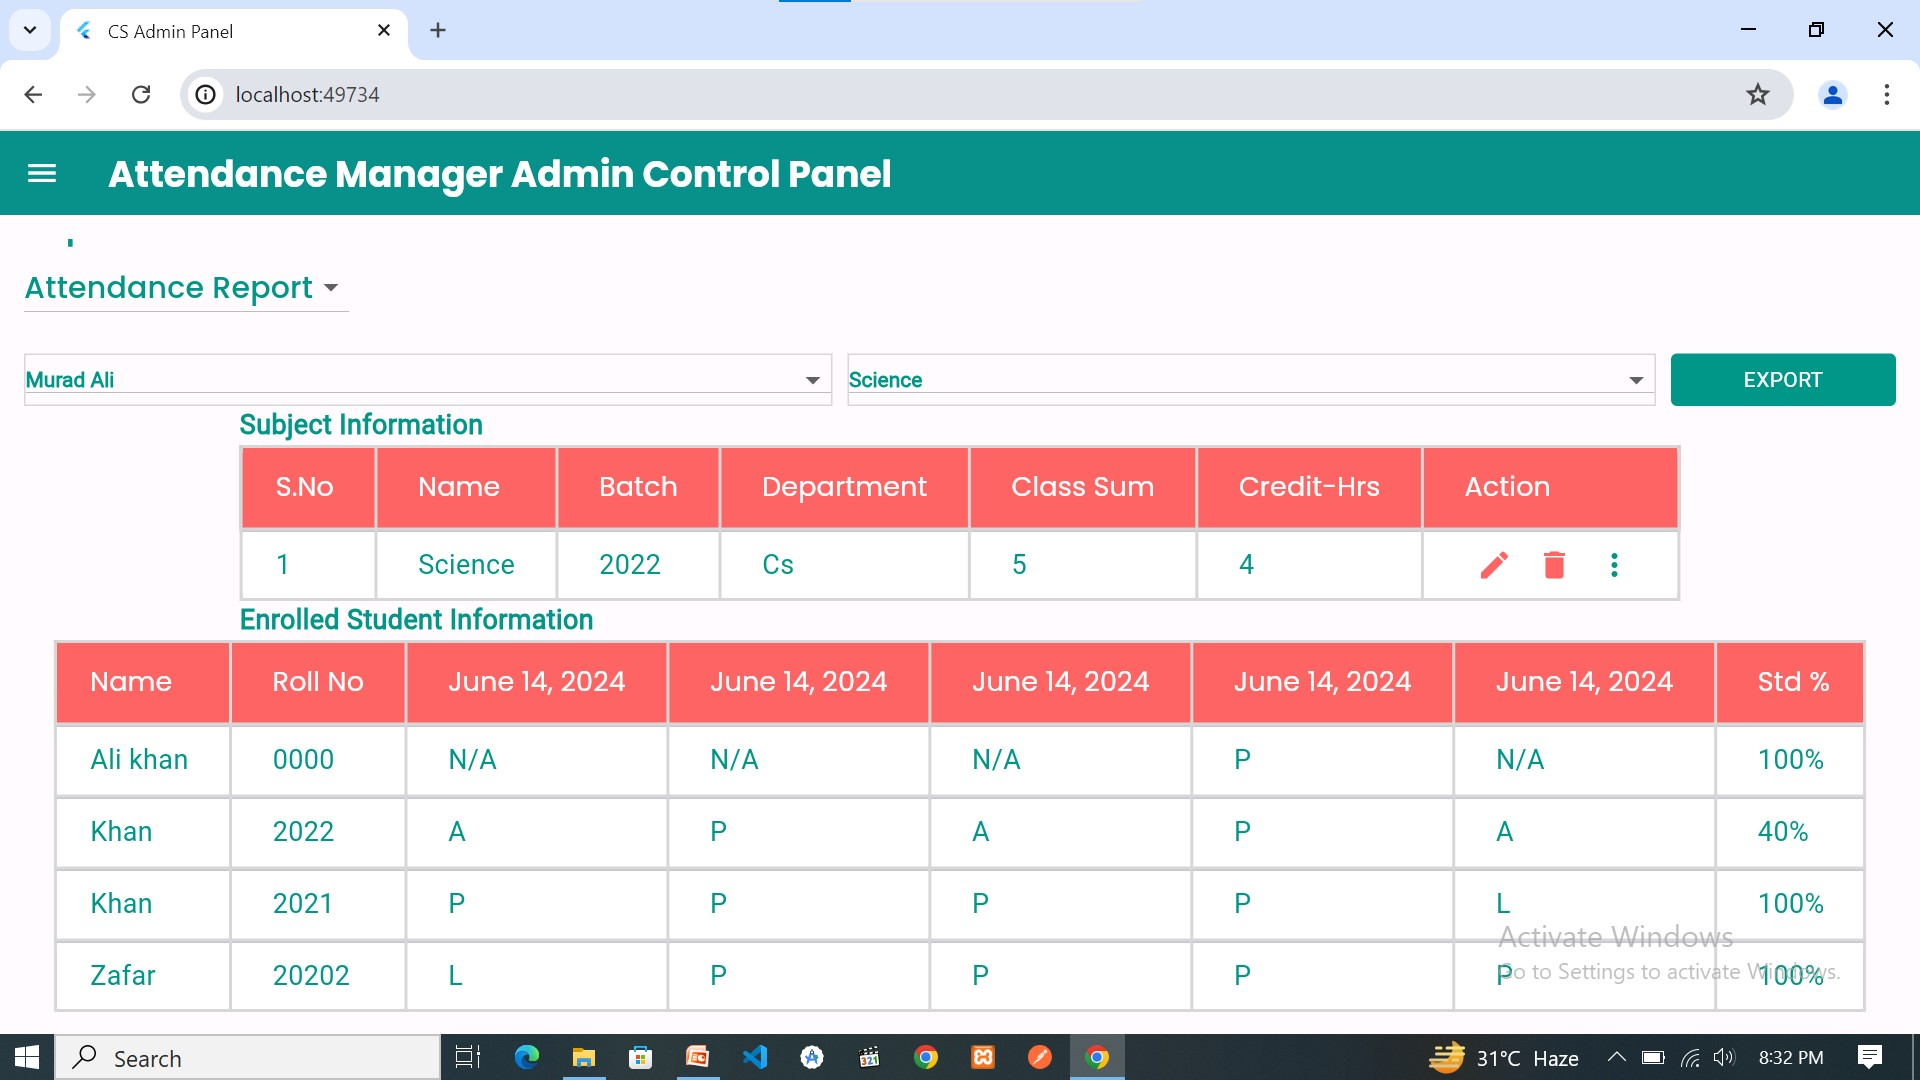 CS Admin Panel
localhost:49734
Attendance Manager Admin Control Panel
Attendance Report
Murad Ali Science EXPORT
Subject Information
S.No Name Batch Department Class Sum Credit-Hrs Action
1 Science 2022 Cs 5 4
Enrolled Student Information
Name Roll No June 14, 2024 June 14, 2024 June 14, 2024 June 14, 2024 June 14, 2024 Std %
Ali khan 0000 N/A N/A N/A P N/A 100%
Khan 2022 A P A P A 40%
Khan 2021 P P P P L 100%
Activate Windows
Zafar 20202 L P P P P 100%
Go to Settings to activate Windows.
Search 321 31°C Haze 8:32 PM